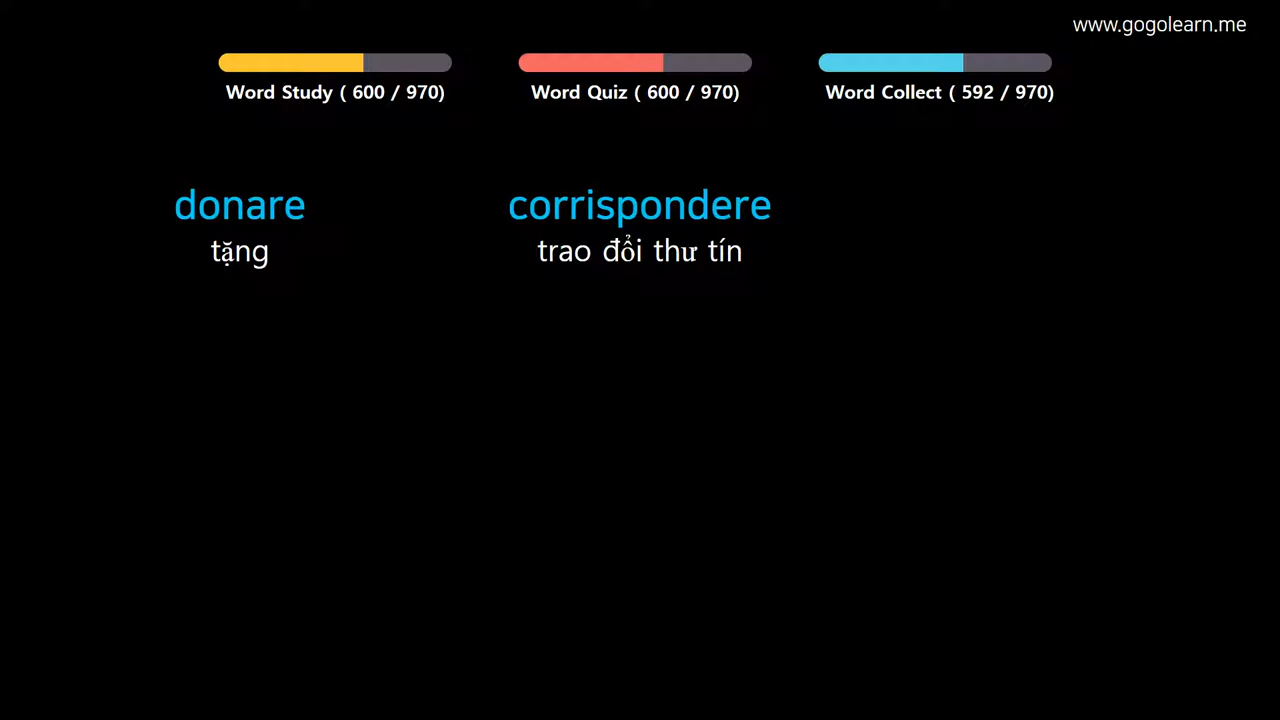 www.gogolearn.me
Word Study ( 600 / 970)
Word Quiz ( 600 / 970)
Word Collect ( 592 / 970)
donare
tặng
corrispondere
trao đổi thư tín